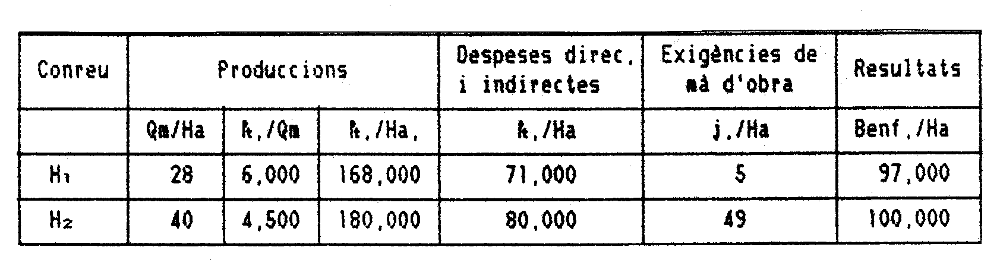 Conreu Produccions Despeses direc. i indirectes Exigències de mà d'obra Resultats
Qm/Ha ₧./Qm ₧./Ha. ₧./Ha j./Ha Benf./Ha
H₁ 28 6.000 168.000 71.000 5 97.000
H₂ 40 4.500 180.000 80.000 49 100.000